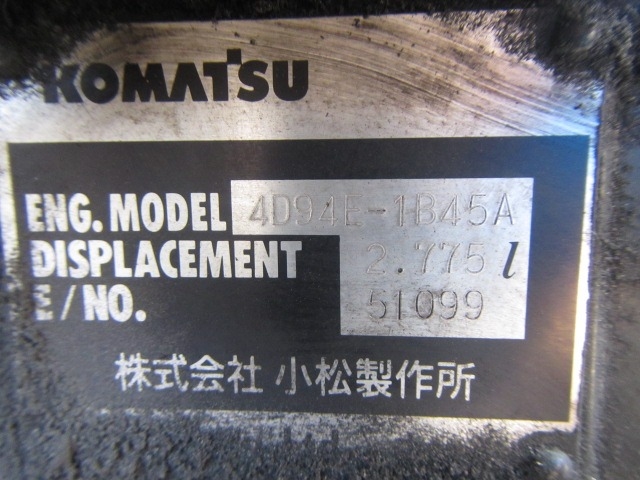 KOMATSU
ENG. MODEL 4D94E-1B45A
DISPLACEMENT 2.775 l
E/NO. 51099
株式会社 小松製作所